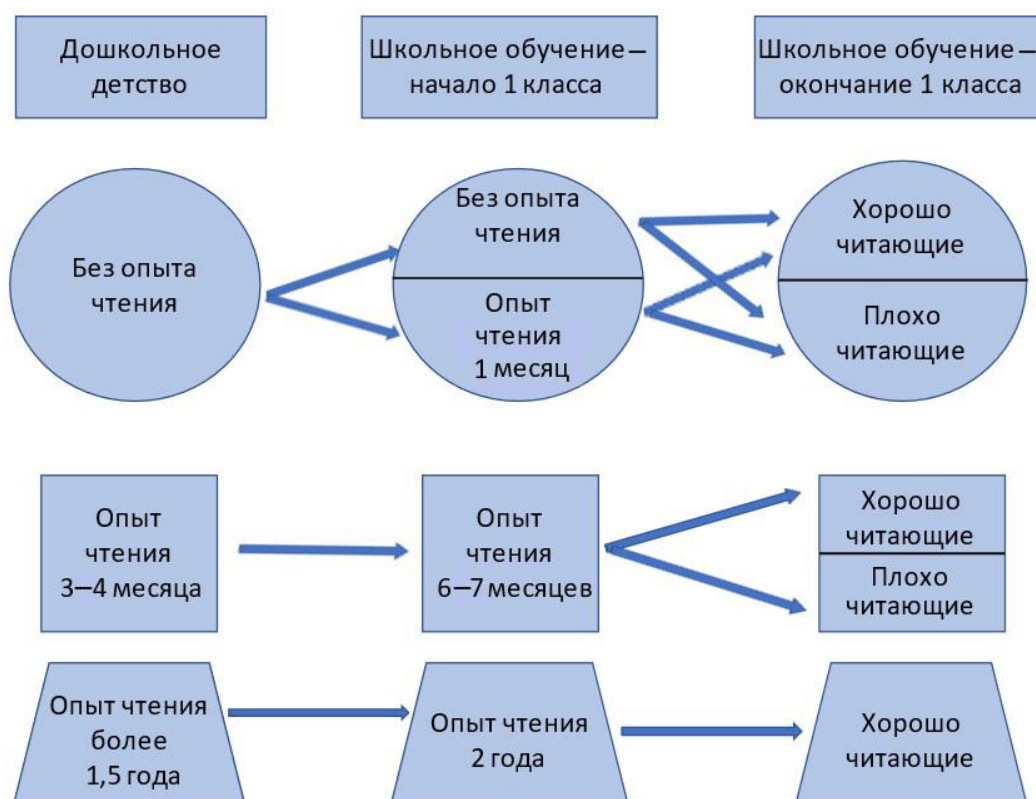 Дошкольное
детство
Школьное обучение –
начало 1 класса
Школьное обучение –
окончание 1 класса
Без опыта
чтения
Без опыта
чтения
Опыт
чтения
1 месяц
Хорошо
читающие
Плохо
читающие
Опыт
чтения
3–4 месяца
Опыт
чтения
6–7 месяцев
Хорошо
читающие
Плохо
читающие
Опыт чтения
более
1,5 года
Опыт чтения
2 года
Хорошо
читающие